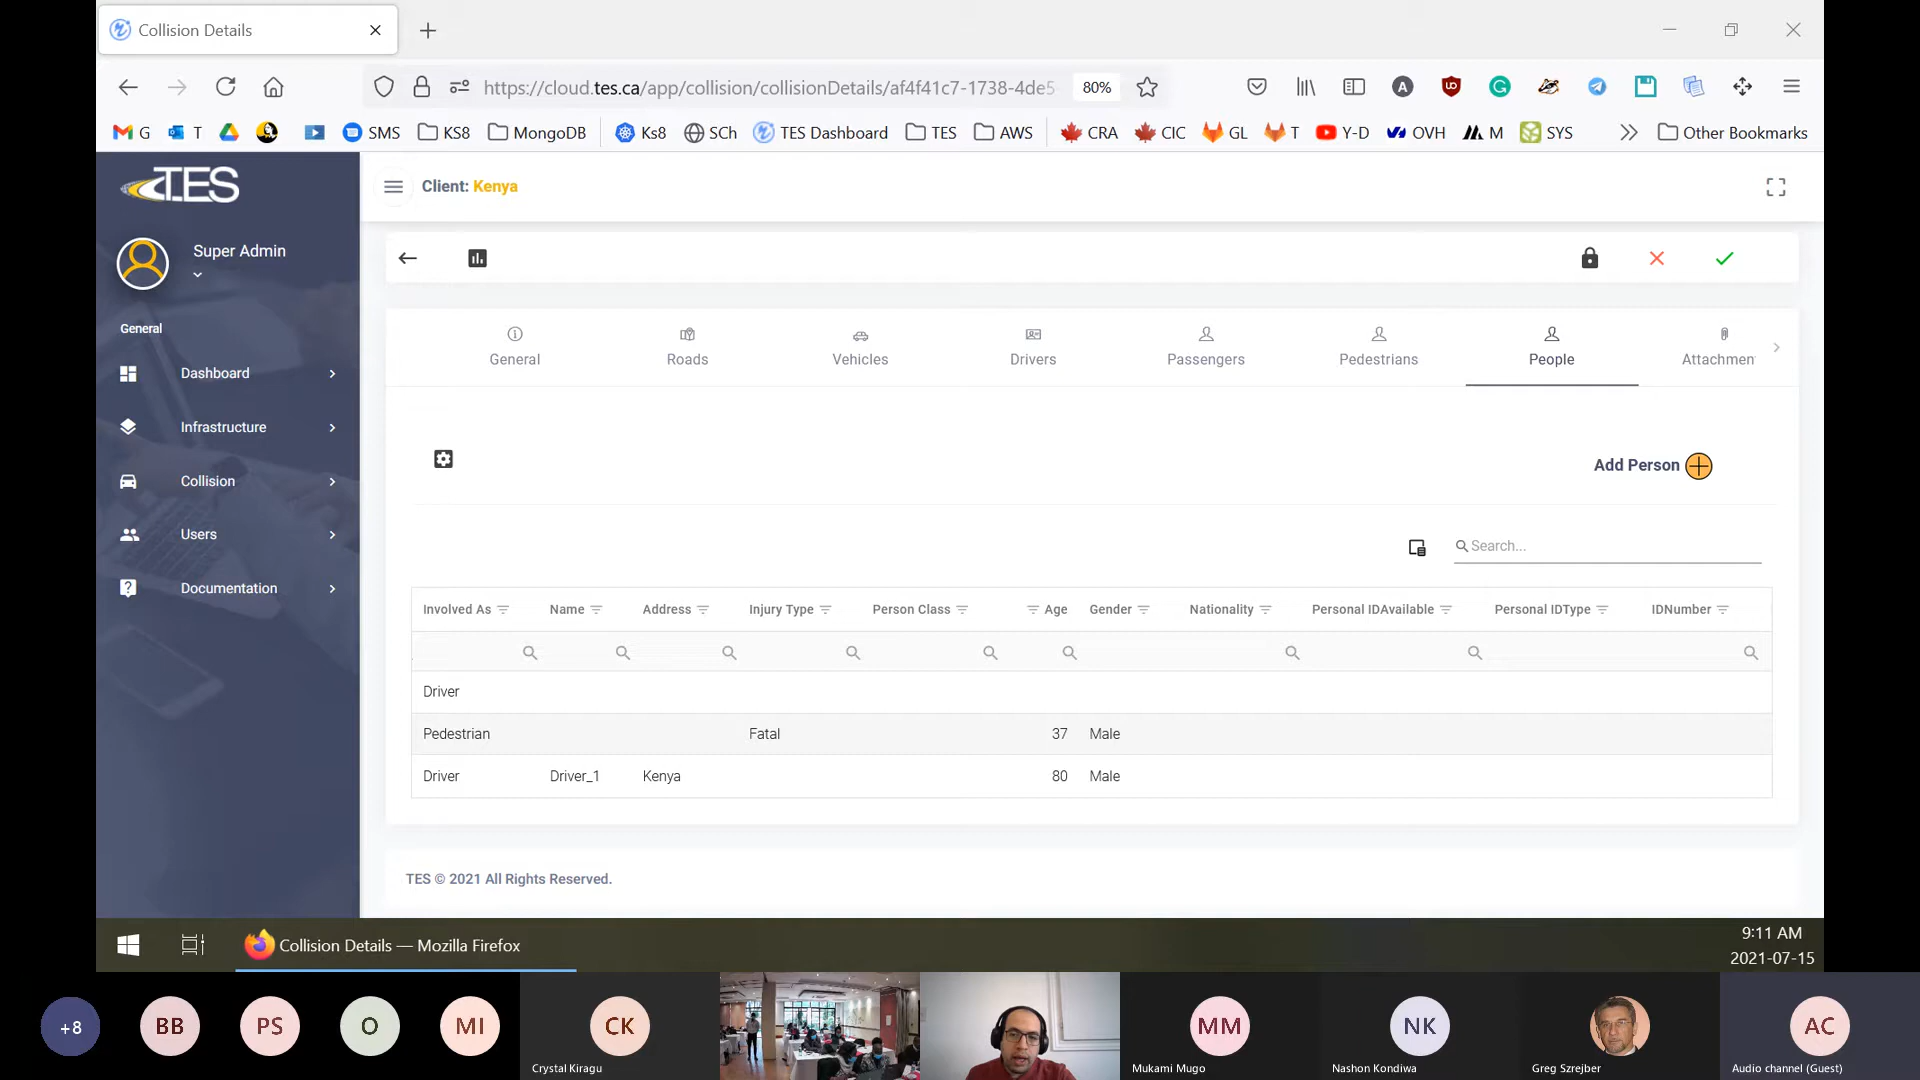 Collision Details
https://cloud.tes.ca/app/collision/collisionDetails/af4f41c7-1738-4de5-
80%
G
T
SMS
KS8
MongoDB
Ks8
SCh
TES Dashboard
TES
AWS
CRA
CIC
GL
T
Y-D
OVH
M
SYS
Other Bookmarks
TES
Client: Kenya
Super Admin
General
Dashboard
Infrastructure
Collision
Users
Documentation
General
Roads
Vehicles
Drivers
Passengers
Pedestrians
People
Attachmen
Add Person
Search...
Involved As Name Address Injury Type Person Class Age Gender Nationality Personal IDAvailable Personal IDType IDNumber
Driver
Pedestrian Fatal 37 Male
Driver Driver_1 Kenya 80 Male
TES © 2021 All Rights Reserved.
Collision Details — Mozilla Firefox
9:11 AM
2021-07-15
+8
BB
PS
O
MI
CK
Crystal Kiragu
MM
Mukami Mugo
NK
Nashon Kondiwa
Greg Szrejber
AC
Audio channel (Guest)